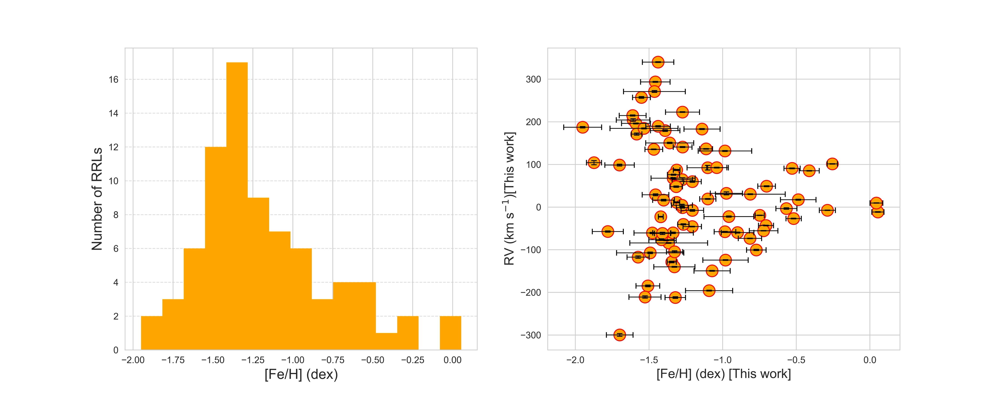 Number of RRLs
16
14
12
10
8
6
4
2
0
−2.00 −1.75 −1.50 −1.25 −1.00 −0.75 −0.50 −0.25 0.00
[Fe/H] (dex)
RV (km s⁻¹)[This work]
300
200
100
0
−100
−200
−300
−2.0 −1.5 −1.0 −0.5 0.0
[Fe/H] (dex) [This work]